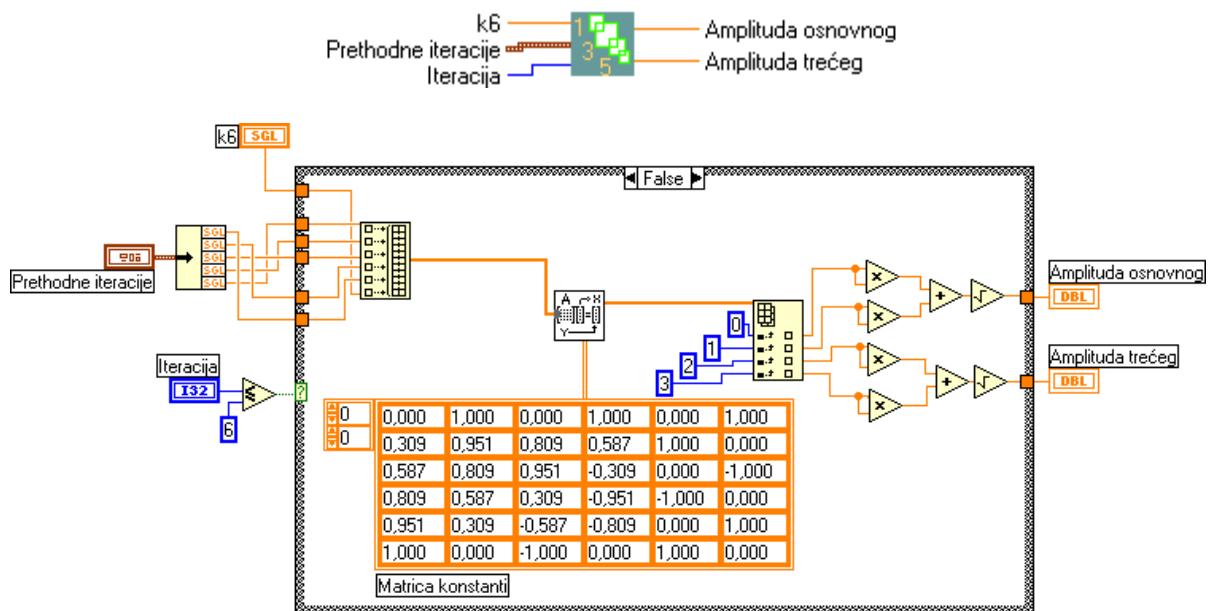 k6
Prethodne iteracije
Iteracija
1
3
5
Amplituda osnovnog
Amplituda trećeg
k6 SGL
False
SGL
SGL
SGL
SGL
SGL
Prethodne iteracije
A X
Y
0
1
2
3
x
x
x
x
+
+
√
√
Amplituda osnovnog
DBL
Amplituda trećeg
DBL
Iteracija
I32
6
≤
?
0
0
0,000 1,000 0,000 1,000 0,000 1,000
0,309 0,951 0,809 0,587 1,000 0,000
0,587 0,809 0,951 -0,309 0,000 -1,000
0,809 0,587 0,309 -0,951 -1,000 0,000
0,951 0,309 -0,587 -0,809 0,000 1,000
1,000 0,000 -1,000 0,000 1,000 0,000
Matrica konstanti